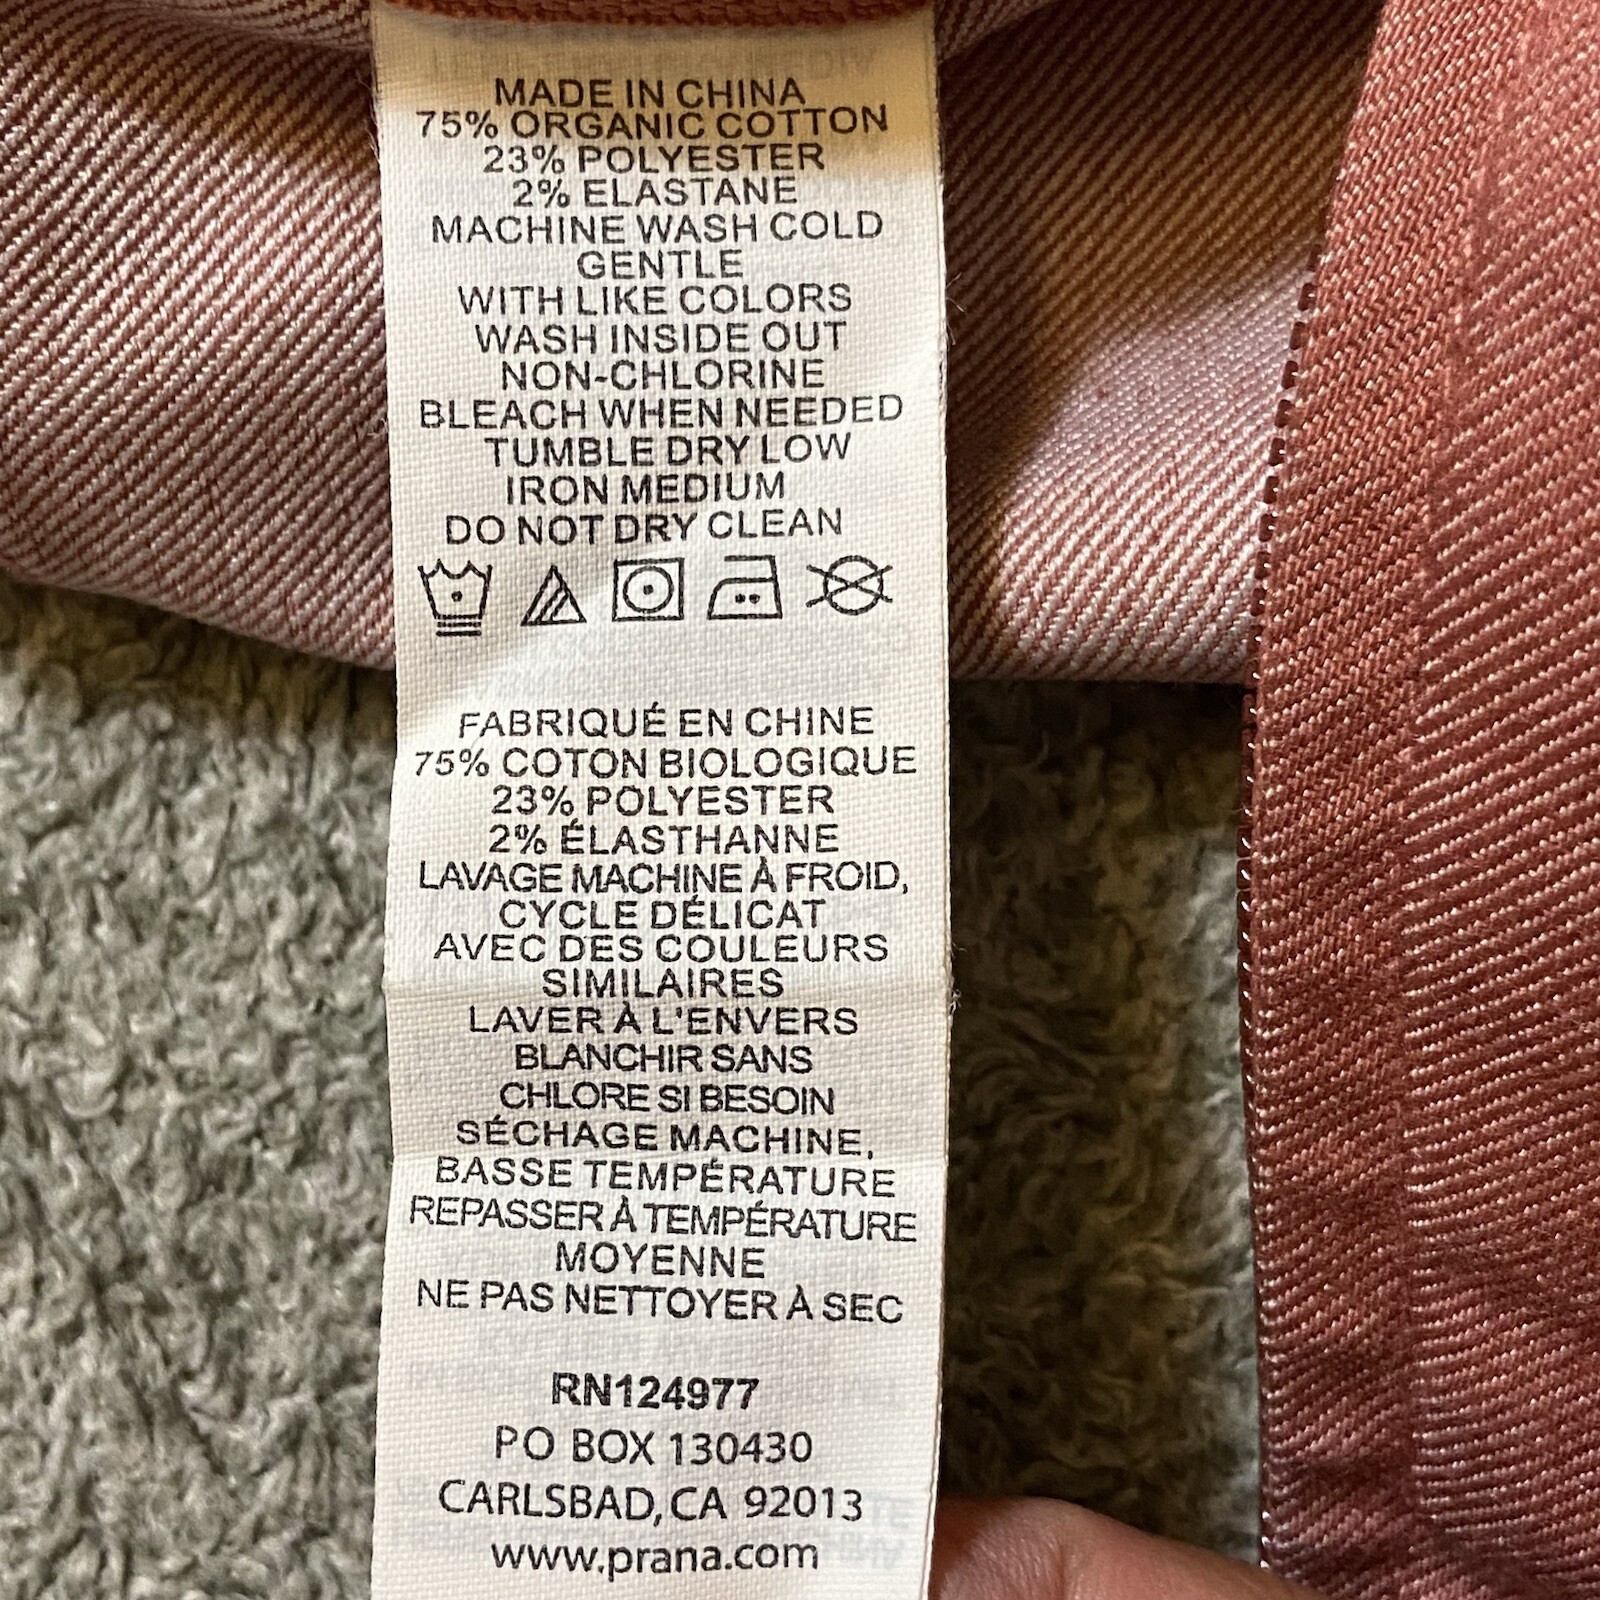 MADE IN CHINA
75% ORGANIC COTTON
23% POLYESTER
2% ELASTANE
MACHINE WASH COLD
GENTLE
WITH LIKE COLORS
WASH INSIDE OUT
NON-CHLORINE
BLEACH WHEN NEEDED
TUMBLE DRY LOW
IRON MEDIUM
DO NOT DRY CLEAN
FABRIQUÉ EN CHINE
75% COTON BIOLOGIQUE
23% POLYESTER
2% ÉLASTHANNE
LAVAGE MACHINE À FROID,
CYCLE DÉLICAT
AVEC DES COULEURS
SIMILAIRES
LAVER À L'ENVERS
BLANCHIR SANS
CHLORE SI BESOIN
SÉCHAGE MACHINE,
BASSE TEMPÉRATURE
REPASSER À TEMPÉRATURE
MOYENNE
NE PAS NETTOYER À SEC
RN124977
PO BOX 130430
CARLSBAD, CA 92013
www.prana.com